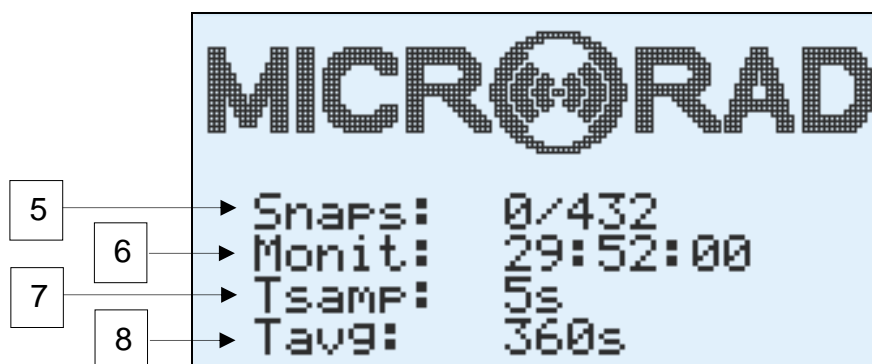 MICRORAD
5 Snaps: 0/432
6 Monit: 29:52:00
7 Tsamp: 5s
8 Tavg: 360s